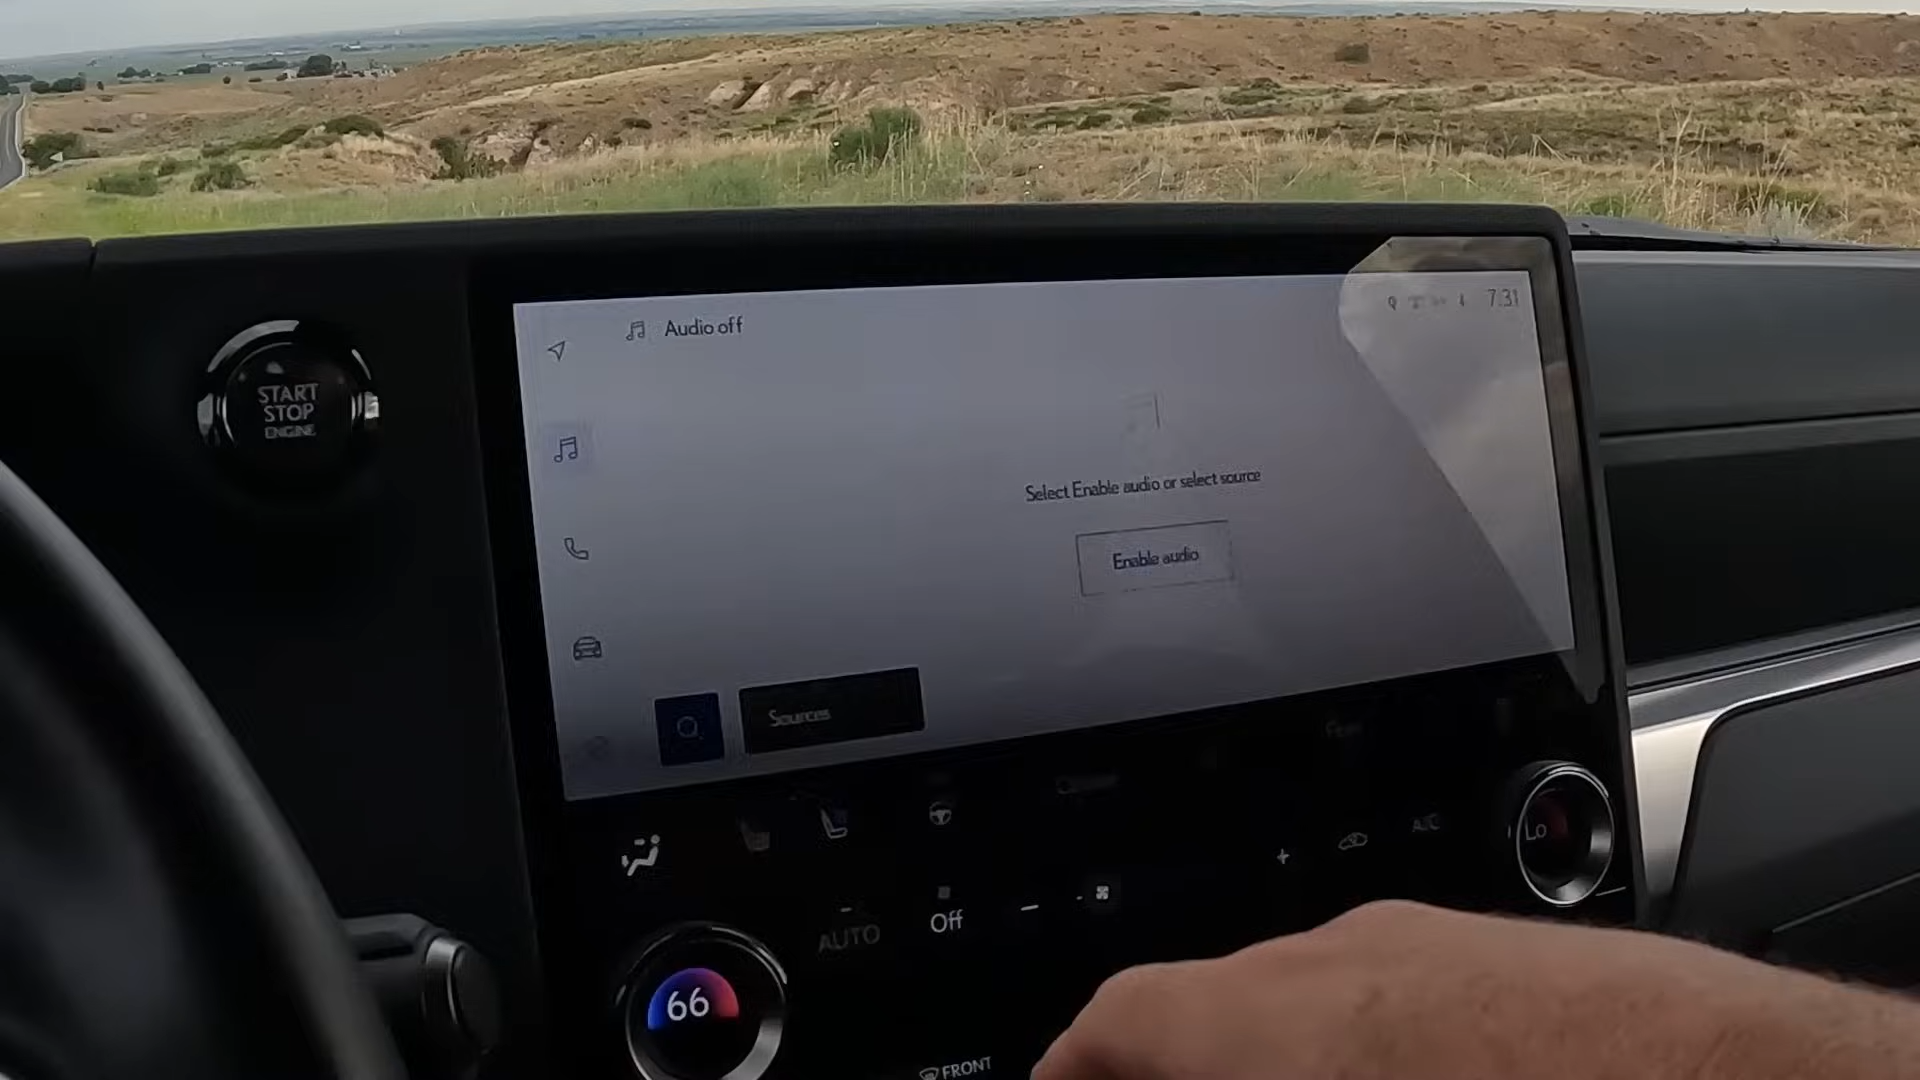 START
STOP
ENGINE
Audio off
7:31
Select Enable audio or select source
Enable audio
Sources
A/C
Lo
AUTO
Off
66
FRONT